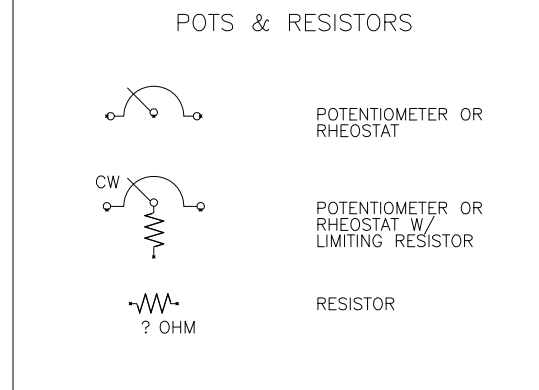 POTS & RESISTORS
POTENTIOMETER OR
RHEOSTAT
CW
POTENTIOMETER OR
RHEOSTAT W/
LIMITING RESISTOR
RESISTOR
? OHM